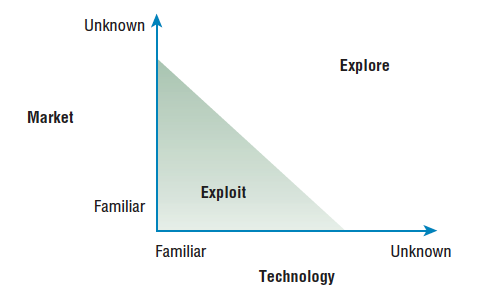 Unknown
Explore
Market
Exploit
Familiar
Familiar
Unknown
Technology